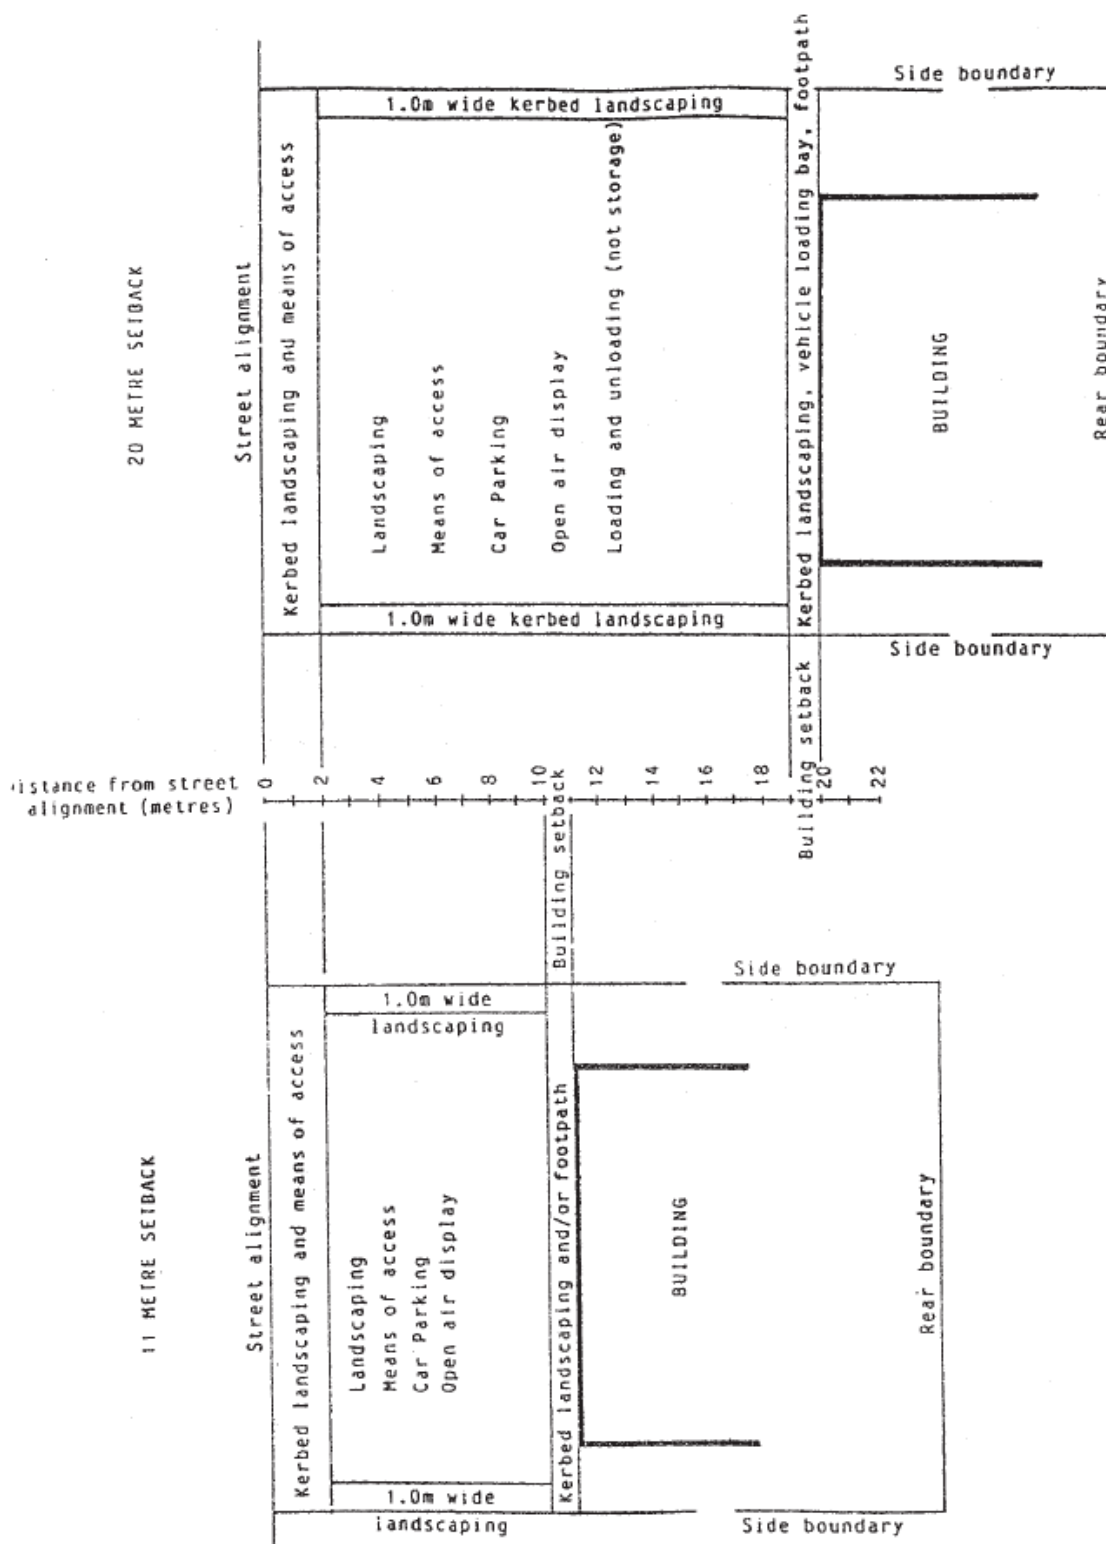 20 METRE SETBACK
Street alignment
Kerbed landscaping and means of access
1.0m wide kerbed landscaping
1.0m wide kerbed landscaping
Landscaping
Means of access
Car Parking
Open air display
Loading and unloading (not storage)
Kerbed landscaping, vehicle loading bay, footpath
Building setback
Side boundary
Side boundary
BUILDING
Rear boundary
istance from street
alignment (metres)
0 2 4 6 8 10 12 14 16 18 20 22
11 METRE SETBACK
Street alignment
Kerbed landscaping and means of access
1.0m wide
landscaping
1.0m wide
landscaping
Landscaping
Means of access
Car Parking
Open air display
Kerbed landscaping and/or footpath
Building setback
Side boundary
Side boundary
BUILDING
Rear boundary